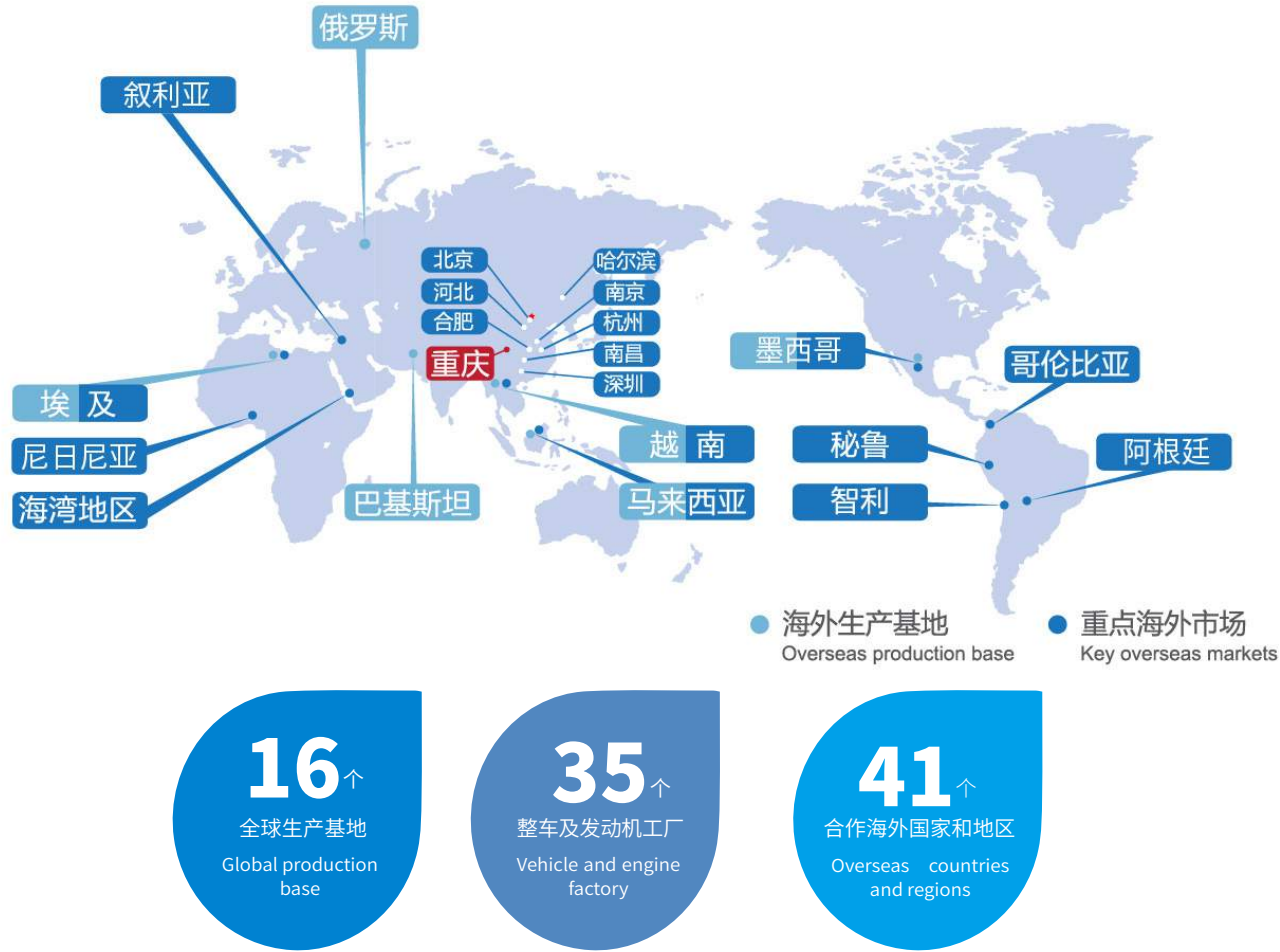 俄罗斯
叙利亚
北京
哈尔滨
河北
南京
合肥
杭州
重庆
南昌
深圳
墨西哥
哥伦比亚
埃及
越南
秘鲁
阿根廷
尼日尼亚
海湾地区
巴基斯坦
马来西亚
智利
海外生产基地
Overseas production base
重点海外市场
Key overseas markets
16个
全球生产基地
Global production
base
35个
整车及发动机工厂
Vehicle and engine
factory
41个
合作海外国家和地区
Overseas countries
and regions